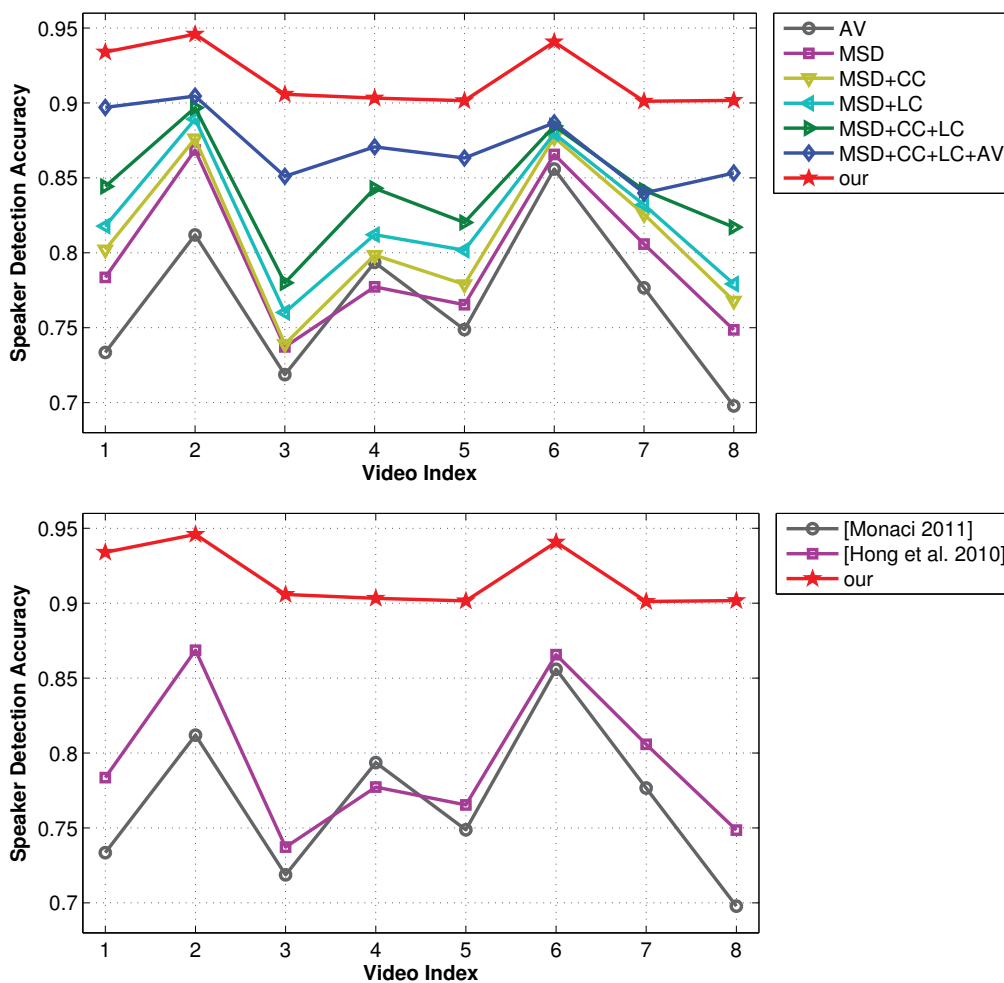 0.95
0.9
0.85
0.8
0.75
0.7
Speaker Detection Accuracy
1 2 3 4 5 6 7 8
Video Index
AV
MSD
MSD+CC
MSD+LC
MSD+CC+LC
MSD+CC+LC+AV
our
0.95
0.9
0.85
0.8
0.75
0.7
Speaker Detection Accuracy
1 2 3 4 5 6 7 8
Video Index
[Monaci 2011]
[Hong et al. 2010]
our